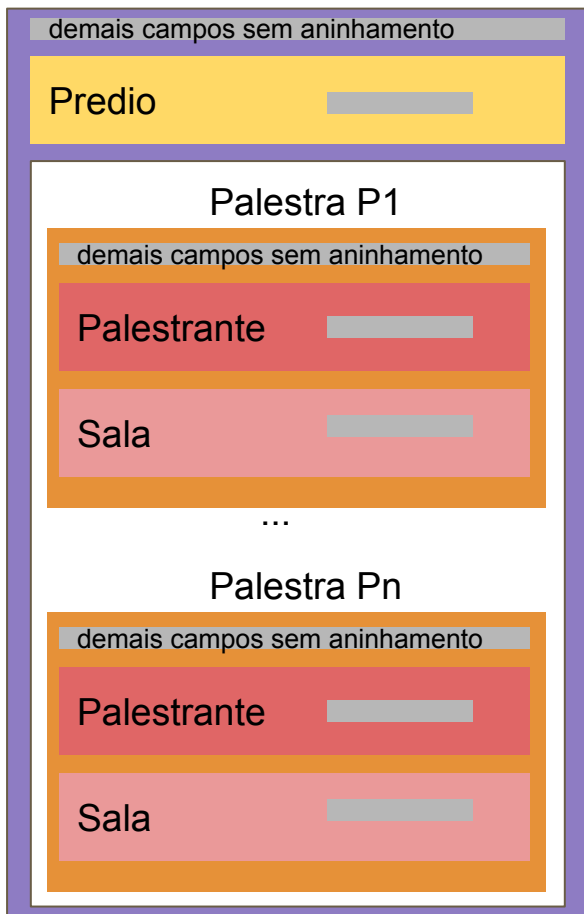 demais campos sem aninhamento
Predio
Palestra P1
demais campos sem aninhamento
Palestrante
Sala
...
Palestra Pn
demais campos sem aninhamento
Palestrante
Sala